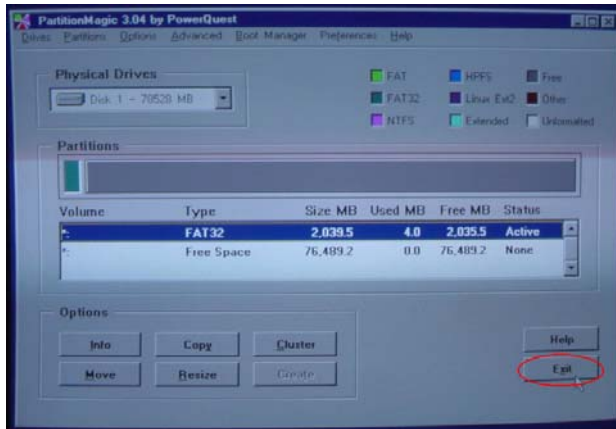 PartitionMagic 3.04 by PowerQuest
Drives Partitions Options Advanced Boot Manager Preferences Help
Physical Drives
Disk 1 - 78528 MB
FAT HPFS Free
FAT32 Linux Ext2 Other
NTFS Extended Unformatted
Partitions
Volume Type Size MB Used MB Free MB Status
*: FAT32 2,039.5 4.0 2,035.5 Active
*: Free Space 76,489.2 0.0 76,489.2 None
Options
Info Copy Cluster
Move Resize Create
Help
Exit